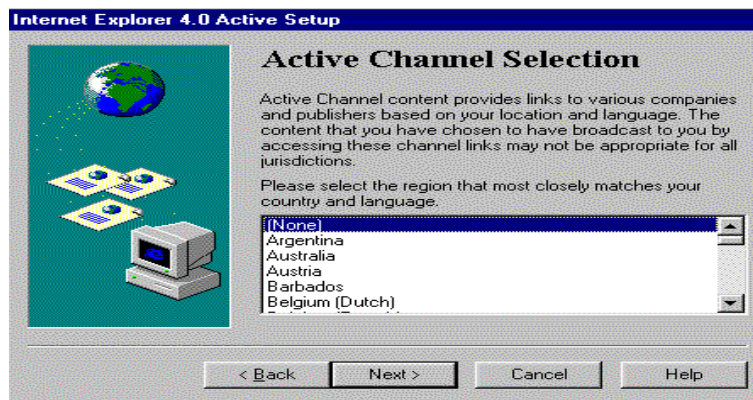 Internet Explorer 4.0 Active Setup
Active Channel Selection
Active Channel content provides links to various companies
and publishers based on your location and language. The
content that you have chosen to have broadcast to you by
accessing these channel links may not be appropriate for all
jurisdictions.
Please select the region that most closely matches your
country and language.
(None)
Argentina
Australia
Austria
Barbados
Belgium (Dutch)
< Back
Next >
Cancel
Help